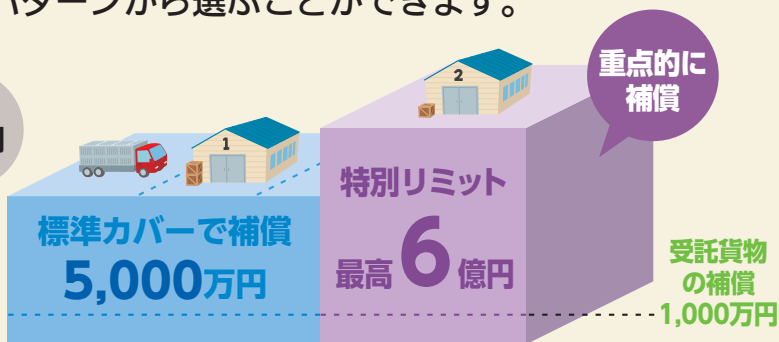 パターンから選ぶことができます。
重点的に
補償
1
2
標準カバーで補償
5,000万円
特別リミット
最高6億円
受託貨物
の補償
1,000万円